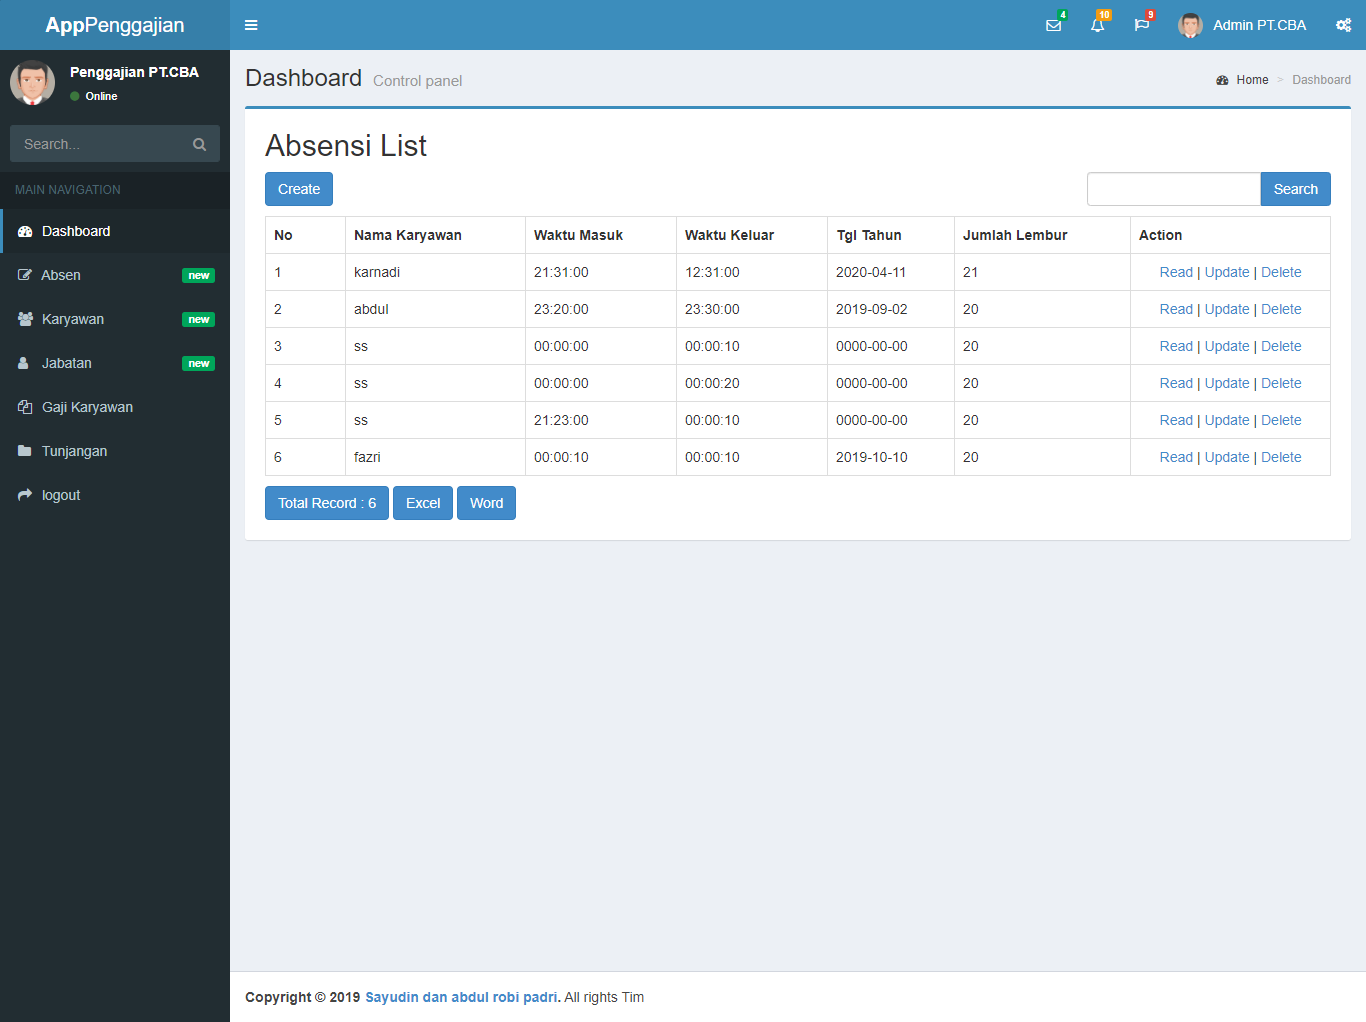 AppPenggajian
4
10
9
Admin PT.CBA
Penggajian PT.CBA
Online
Search...
MAIN NAVIGATION
Dashboard
Absen new
Karyawan new
Jabatan new
Gaji Karyawan
Tunjangan
logout
Dashboard Control panel
Home > Dashboard
Absensi List
Create
Search
No Nama Karyawan Waktu Masuk Waktu Keluar Tgl Tahun Jumlah Lembur Action
1 karnadi 21:31:00 12:31:00 2020-04-11 21 Read | Update | Delete
2 abdul 23:20:00 23:30:00 2019-09-02 20 Read | Update | Delete
3 ss 00:00:00 00:00:10 0000-00-00 20 Read | Update | Delete
4 ss 00:00:00 00:00:20 0000-00-00 20 Read | Update | Delete
5 ss 21:23:00 00:00:10 0000-00-00 20 Read | Update | Delete
6 fazri 00:00:10 00:00:10 2019-10-10 20 Read | Update | Delete
Total Record : 6 Excel Word
Copyright © 2019 Sayudin dan abdul robi padri. All rights Tim